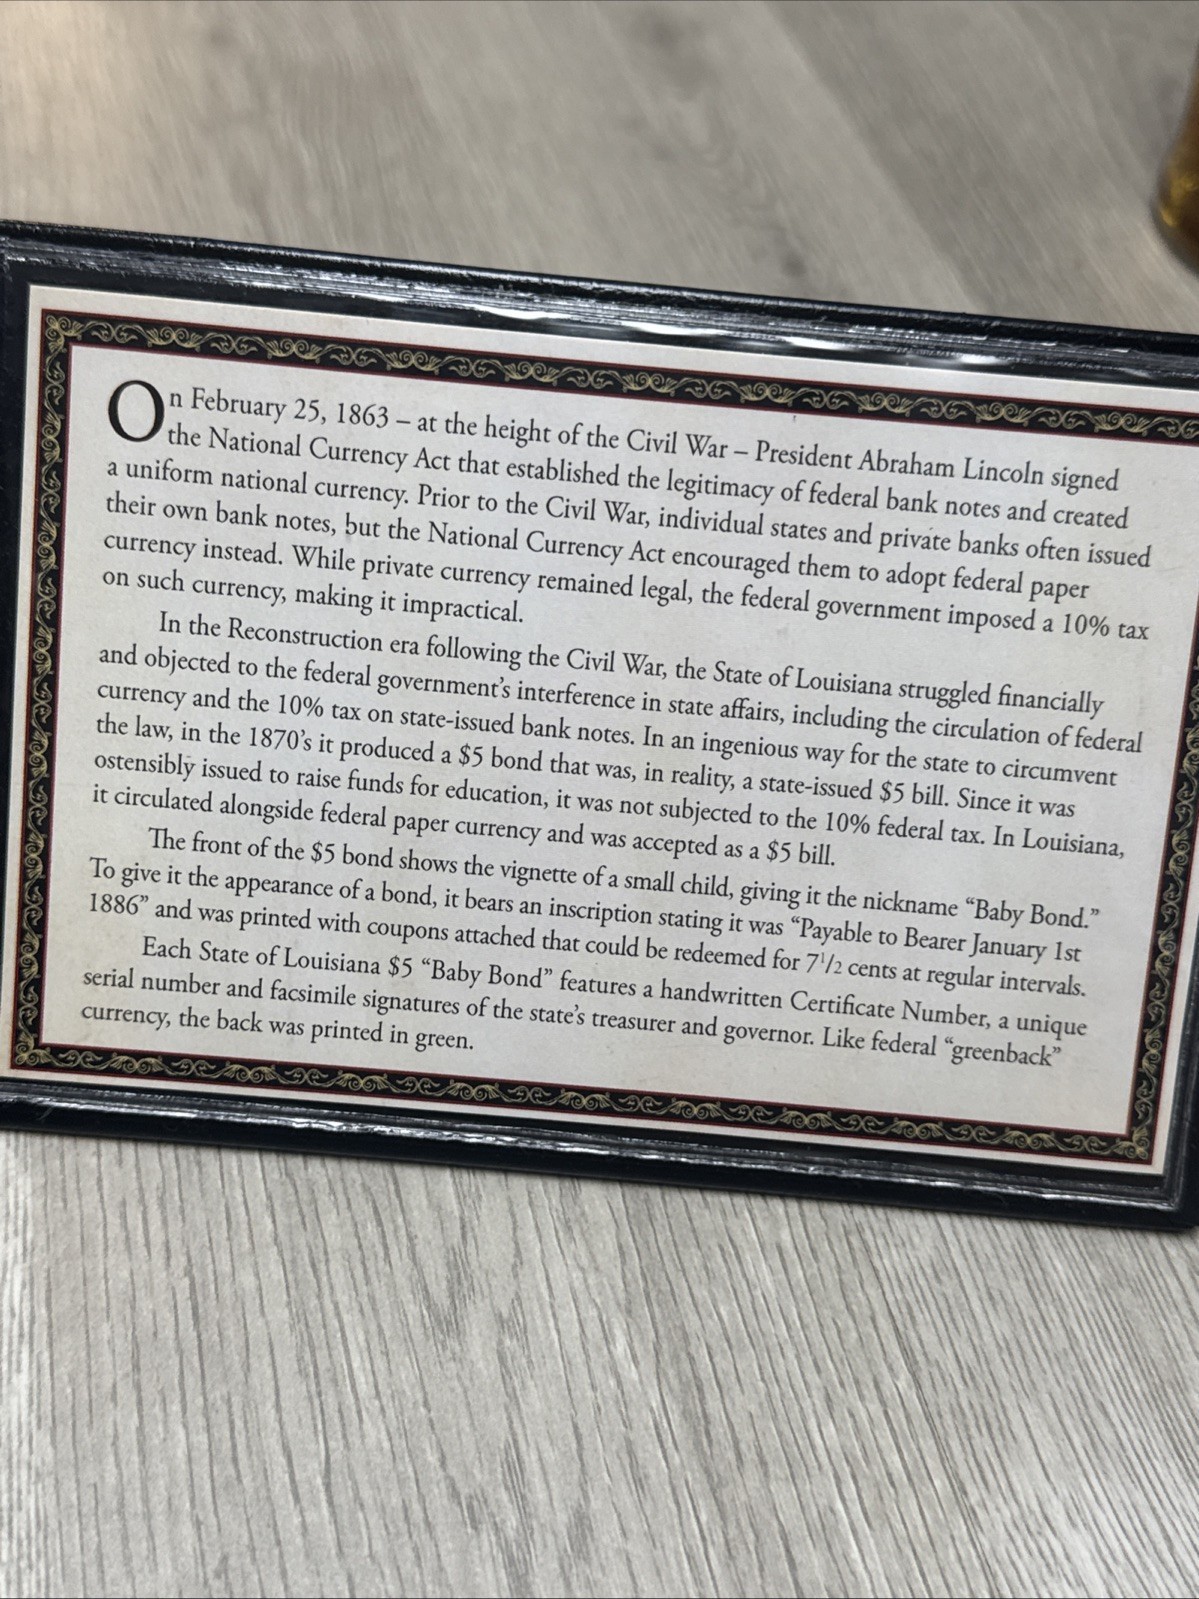 On February 25, 1863 – at the height of the Civil War – President Abraham Lincoln signed
the National Currency Act that established the legitimacy of federal bank notes and created
a uniform national currency. Prior to the Civil War, individual states and private banks often issued
their own bank notes, but the National Currency Act encouraged them to adopt federal paper
currency instead. While private currency remained legal, the federal government imposed a 10% tax
on such currency, making it impractical.
In the Reconstruction era following the Civil War, the State of Louisiana struggled financially
and objected to the federal government's interference in state affairs, including the circulation of federal
currency and the 10% tax on state-issued bank notes. In an ingenious way for the state to circumvent
the law, in the 1870's it produced a $5 bond that was, in reality, a state-issued $5 bill. Since it was
ostensibly issued to raise funds for education, it was not subjected to the 10% federal tax. In Louisiana,
it circulated alongside federal paper currency and was accepted as a $5 bill.
The front of the $5 bond shows the vignette of a small child, giving it the nickname “Baby Bond.”
To give it the appearance of a bond, it bears an inscription stating it was “Payable to Bearer January 1st
1886” and was printed with coupons attached that could be redeemed for 7 1/2 cents at regular intervals.
Each State of Louisiana $5 “Baby Bond” features a handwritten Certificate Number, a unique
serial number and facsimile signatures of the state's treasurer and governor. Like federal “greenback”
currency, the back was printed in green.